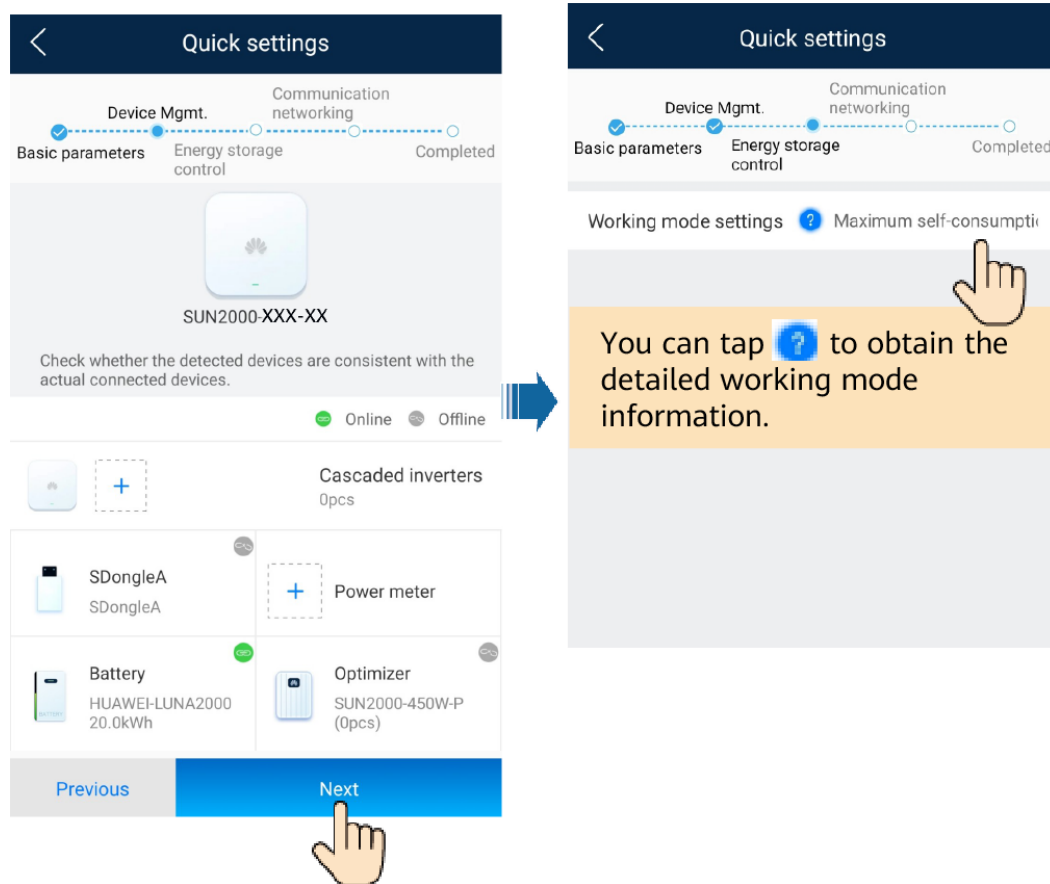 Quick settings
Communication
Device Mgmt. networking
Basic parameters Energy storage Completed
control
SUN2000-XXX-XX
Check whether the detected devices are consistent with the
actual connected devices.
Online Offline
Cascaded inverters
0pcs
SDongleA
SDongleA
Power meter
Battery
HUAWEI-LUNA2000
20.0kWh
Optimizer
SUN2000-450W-P
(0pcs)
Previous Next
Quick settings
Communication
Device Mgmt. networking
Basic parameters Energy storage Completed
control
Working mode settings ? Maximum self-consumptic
You can tap ? to obtain the
detailed working mode
information.